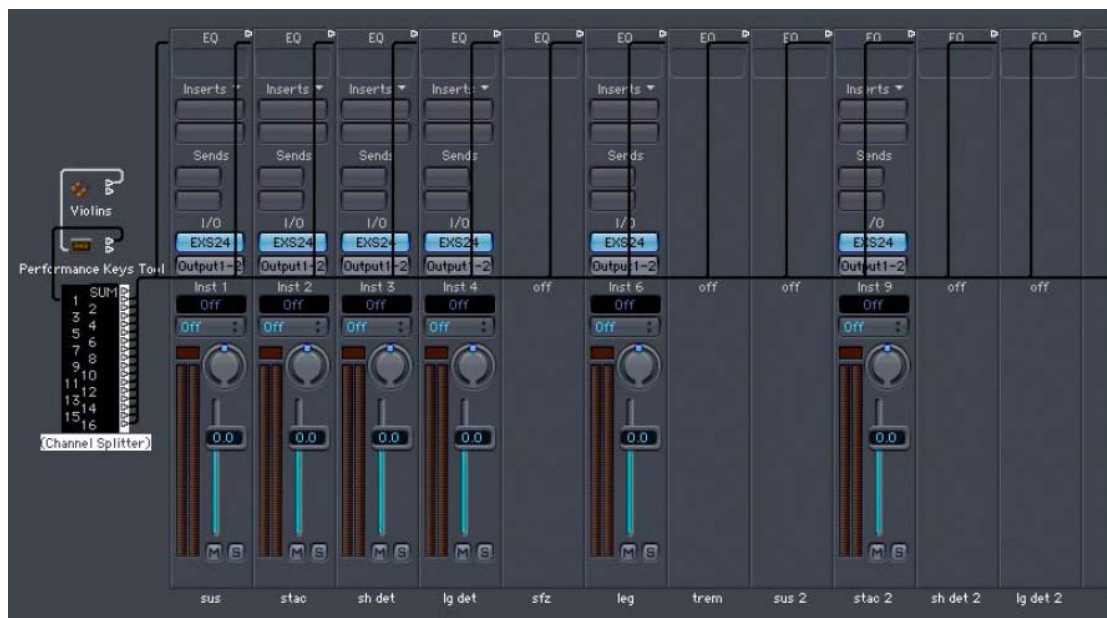 EQ EQ EQ EQ EQ EQ EQ EQ EQ EQ EQ
Inserts Inserts Inserts Inserts Inserts Inserts
Sends Sends Sends Sends Sends Sends
Violins
I/O I/O I/O I/O I/O I/O
EXS24 EXS24 EXS24 EXS24 EXS24 EXS24
Performance Keys Tool
Output1-2 Output1-2 Output1-2 Output1-2 Output1-2 Output1-2
Inst 1 Inst 2 Inst 3 Inst 4 off Inst 6 off off Inst 9 off off
Off Off Off Off Off Off
Off Off Off Off Off Off
SUM
1
2
3
4
5
6
7
8
9
10
11
12
13
14
15
16
(Channel Splitter)
0.0 0.0 0.0 0.0 0.0 0.0
M S M S M S M S M S M S
sus stac sh det lg det sfz leg trem sus 2 stac 2 sh det 2 lg det 2